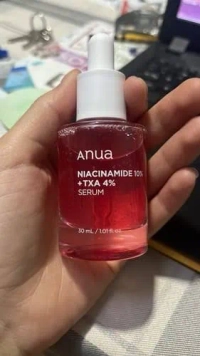 Anua
NIACINAMIDE 10%
+TXA 4%
SERUM
30 mL / 1.01 fl.oz